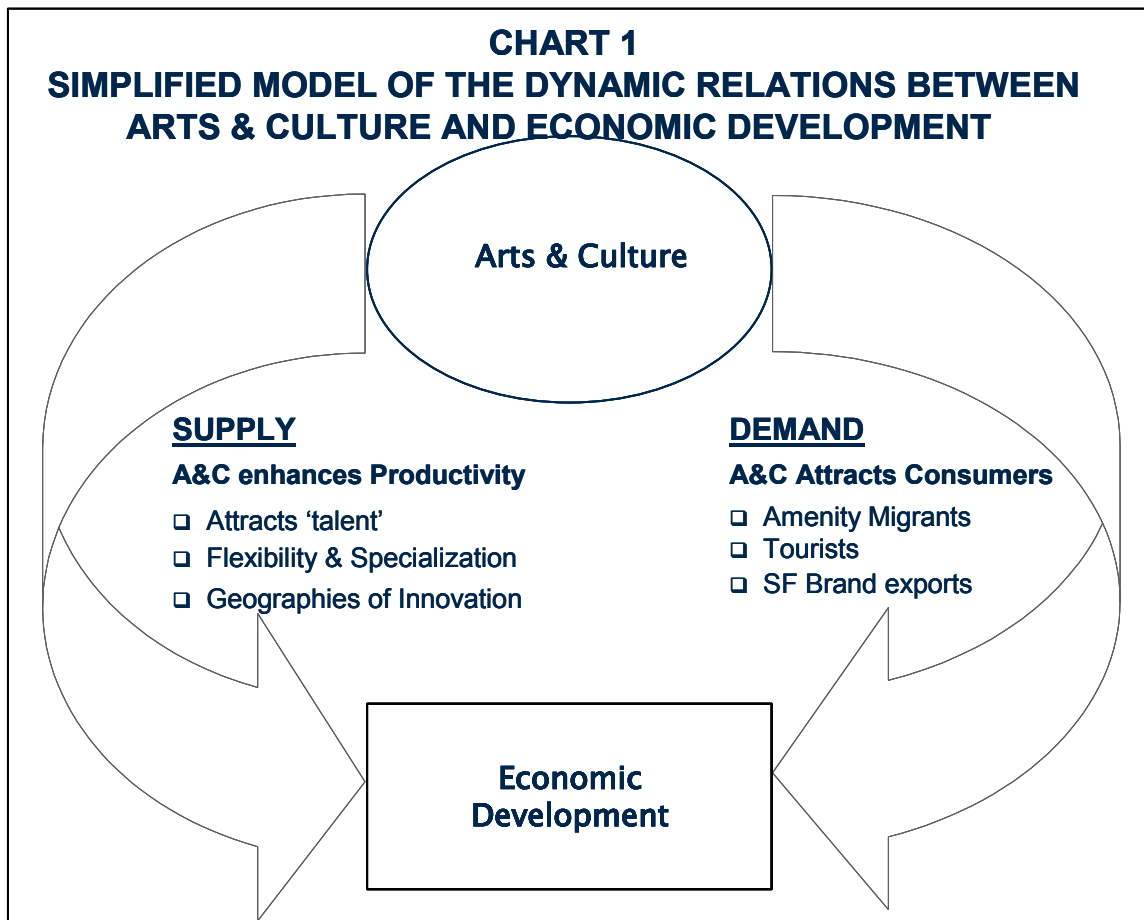 CHART 1
SIMPLIFIED MODEL OF THE DYNAMIC RELATIONS BETWEEN
ARTS & CULTURE AND ECONOMIC DEVELOPMENT
Arts & Culture
SUPPLY
A&C enhances Productivity
Attracts ‘talent’
Flexibility & Specialization
Geographies of Innovation
DEMAND
A&C Attracts Consumers
Amenity Migrants
Tourists
SF Brand exports
Economic
Development